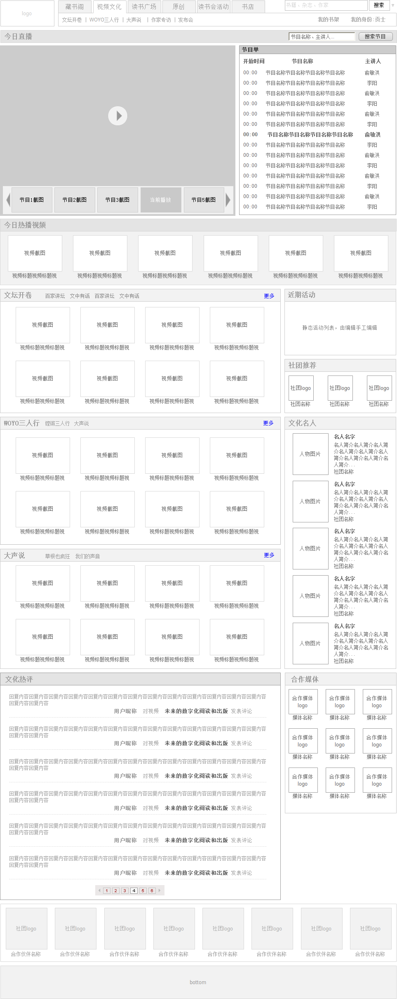 logo
藏书阁 视频文化 读书广场 原创 读书会活动 书店
书籍、杂志、作家 搜索
文坛开卷 | WOYO三人行 | 大声说 | 作家专访 | 发布会
我的书架 我的身份:贡士
今日直播
节目名称、主讲人... 搜索节目
节目单
开始时间 节目名称 主讲人
00:00 节目名称节目名称节目名称节目名称 俞敏洪
00:00 节目名称节目名称节目名称节目名称 李阳
00:00 节目名称节目名称节目名称节目名称 俞敏洪
00:00 节目名称节目名称节目名称节目名称 李阳
00:00 节目名称节目名称节目名称节目名称 俞敏洪
00:00 节目名称节目名称节目名称节目名称 李阳
00:00 节目名称节目名称节目名称节目名称 俞敏洪
00:00 节目名称节目名称节目名称节目名称 李阳
00:00 节目名称节目名称节目名称节目名称 俞敏洪
00:00 节目名称节目名称节目名称节目名称 李阳
00:00 节目名称节目名称节目名称节目名称 俞敏洪
00:00 节目名称节目名称节目名称节目名称 李阳
00:00 节目名称节目名称节目名称节目名称 俞敏洪
00:00 节目名称节目名称节目名称节目名称 李阳
节目1截图 节目2截图 节目3截图 当前播放 节目5截图
今日热播视频
视频截图 视频截图 视频截图 视频截图 视频截图 视频截图
视频标题视频标题视 视频标题视频标题视 视频标题视频标题视 视频标题视频标题视 视频标题视频标题视 视频标题视频标题视
文坛开卷 百家讲坛 文中有话 百家讲坛 文中有话 更多
视频截图 视频截图 视频截图 视频截图
视频标题视频标题视 视频标题视频标题视 视频标题视频标题视 视频标题视频标题视
视频截图 视频截图 视频截图 视频截图
视频标题视频标题视 视频标题视频标题视 视频标题视频标题视 视频标题视频标题视
近期活动
静态活动列表，由编辑手工编辑
社团推荐
社团logo 社团logo 社团logo
社团名称 社团名称 社团名称
WOYO三人行 铿锵三人行 大声说 更多
视频截图 视频截图 视频截图 视频截图
视频标题视频标题视 视频标题视频标题视 视频标题视频标题视 视频标题视频标题视
视频截图 视频截图 视频截图 视频截图
视频标题视频标题视 视频标题视频标题视 视频标题视频标题视 视频标题视频标题视
大声说 草根也疯狂 我们的声音 更多
视频截图 视频截图 视频截图 视频截图
视频标题视频标题视 视频标题视频标题视 视频标题视频标题视 视频标题视频标题视
视频截图 视频截图 视频截图 视频截图
视频标题视频标题视 视频标题视频标题视 视频标题视频标题视 视频标题视频标题视
文化名人
人物图片
名人名字
名人简介名人简介名人简
介名人简介名人简介名人
简介名人简介名人简介名
人简介...
社团名称
人物图片
名人名字
名人简介名人简介名人简
介名人简介名人简介名人
简介名人简介名人简介名
人简介...
社团名称
人物图片
名人名字
名人简介名人简介名人简
介名人简介名人简介名人
简介名人简介名人简介名
人简介...
社团名称
人物图片
名人名字
名人简介名人简介名人简
介名人简介名人简介名人
简介名人简介名人简介名
人简介...
社团名称
人物图片
名人名字
名人简介名人简介名人简
介名人简介名人简介名人
简介名人简介名人简介名
人简介...
社团名称
文化热评
回复内容回复内容回复内容回复内容回复内容回复内容回复内容回复内容回复内容回复内容回复内容回复内容回复内容
回复内容回复内容
用户昵称 对视频 未来的数字化阅读和出版 发表评论
回复内容回复内容回复内容回复内容回复内容回复内容回复内容回复内容回复内容回复内容回复内容回复内容回复内容
回复内容回复内容
用户昵称 对视频 未来的数字化阅读和出版 发表评论
回复内容回复内容回复内容回复内容回复内容回复内容回复内容回复内容回复内容回复内容回复内容回复内容回复内容
回复内容回复内容
用户昵称 对视频 未来的数字化阅读和出版 发表评论
回复内容回复内容回复内容回复内容回复内容回复内容回复内容回复内容回复内容回复内容回复内容回复内容回复内容
回复内容回复内容
用户昵称 对视频 未来的数字化阅读和出版 发表评论
回复内容回复内容回复内容回复内容回复内容回复内容回复内容回复内容回复内容回复内容回复内容回复内容回复内容
回复内容回复内容
用户昵称 对视频 未来的数字化阅读和出版 发表评论
回复内容回复内容回复内容回复内容回复内容回复内容回复内容回复内容回复内容回复内容回复内容回复内容回复内容
回复内容回复内容
用户昵称 对视频 未来的数字化阅读和出版 发表评论
1 2 3 4 5 6
合作媒体
合作媒体 合作媒体 合作媒体
logo logo logo
媒体名称 媒体名称 媒体名称
合作媒体 合作媒体 合作媒体
logo logo logo
媒体名称 媒体名称 媒体名称
合作媒体 合作媒体 合作媒体
logo logo logo
媒体名称 媒体名称 媒体名称
社团logo 社团logo 社团logo 社团logo 社团logo 社团logo 社团logo 社团logo
合作伙伴名称 合作伙伴名称 合作伙伴名称 合作伙伴名称 合作伙伴名称 合作伙伴名称 合作伙伴名称 合作伙伴名称
bottom